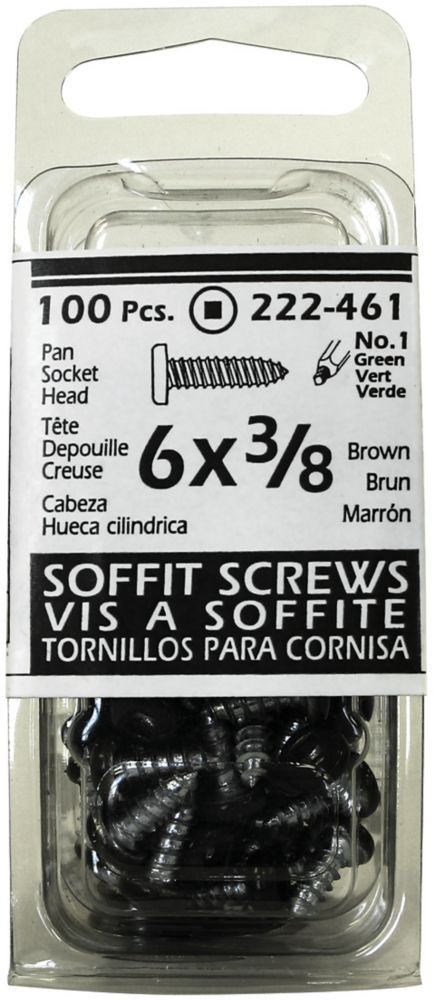 100 Pcs. 222-461
Pan
Socket
Head
No.1
Green
Vert
Verde
Tête
Depouille
Creuse
6x3/8
Brown
Brun
Marrón
Cabeza
Hueca cilindrica
SOFFIT SCREWS
VIS A SOFFITE
TORNILLOS PARA CORNISA